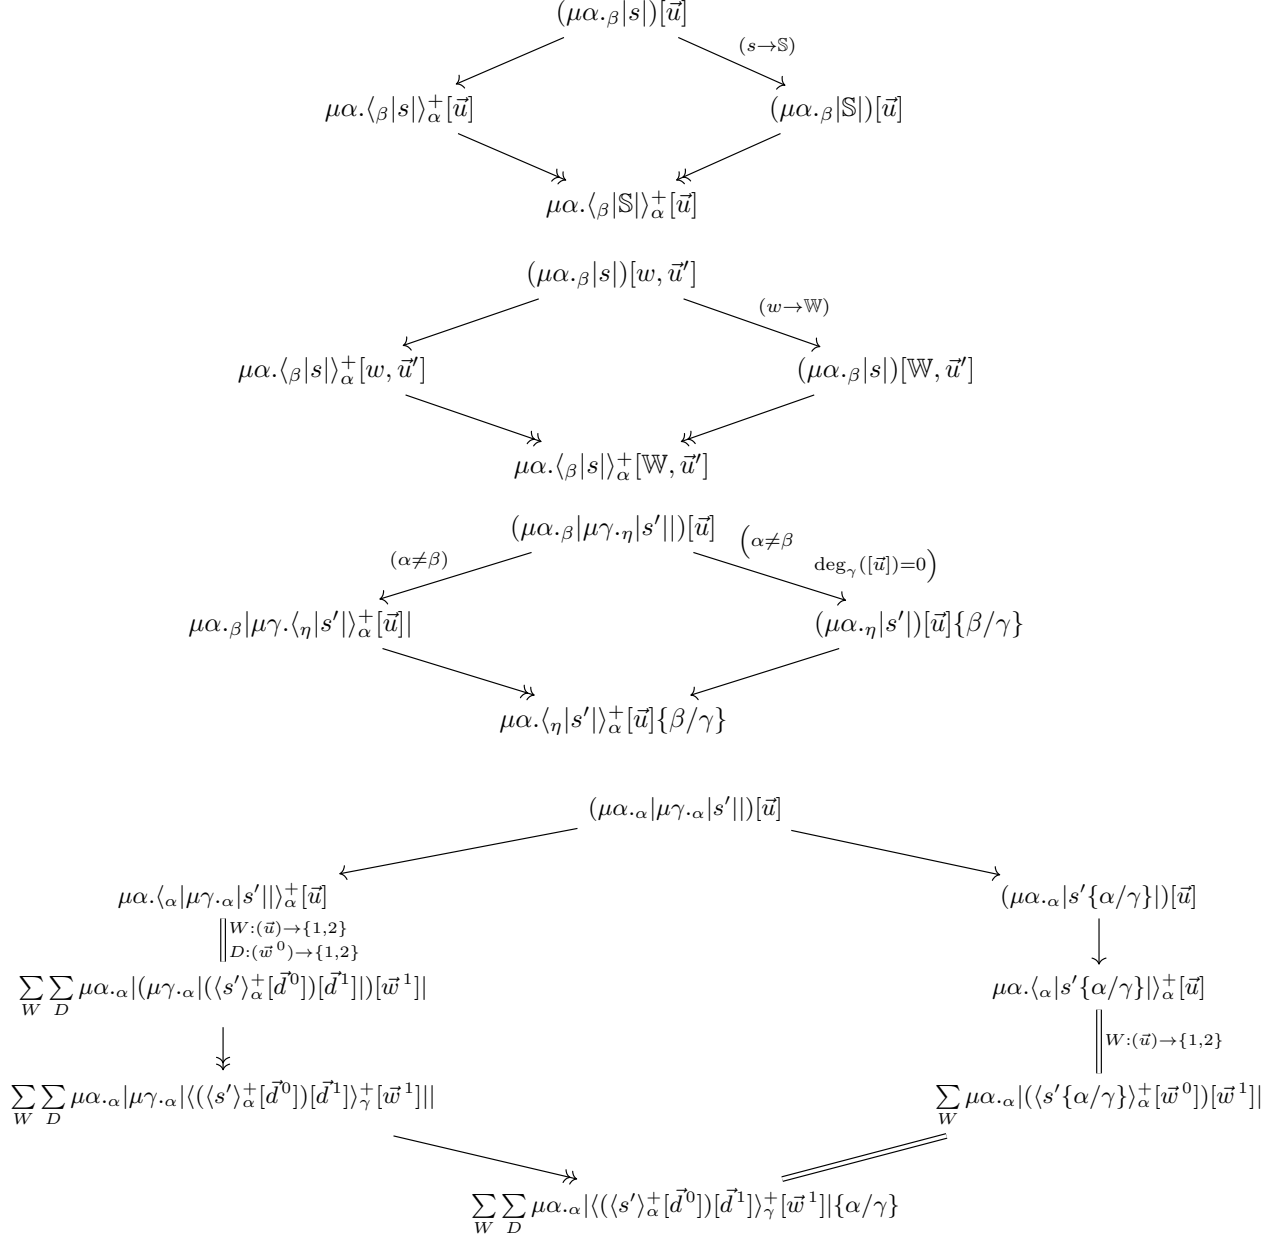 (μα.β|s|)[u⃗]
(s→𝕊)
μα.⟨β|s|⟩⁺α[u⃗] (μα.β|𝕊|)[u⃗]
μα.⟨β|𝕊|⟩⁺α[u⃗]
(μα.β|s|)[w, u⃗′]
(w→𝕎)
μα.⟨β|s|⟩⁺α[w, u⃗′] (μα.β|s|)[𝕎, u⃗′]
μα.⟨β|s|⟩⁺α[𝕎, u⃗′]
(μα.β|μγ.η|s′||)[u⃗]
(α≠β) (α≠β
degγ([u⃗])=0)
μα.β|μγ.⟨η|s′|⟩⁺α[u⃗]| (μα.η|s′|)[u⃗]{β/γ}
μα.⟨η|s′|⟩⁺α[u⃗]{β/γ}
(μα.α|μγ.α|s′||)[u⃗]
μα.⟨α|μγ.α|s′||⟩⁺α[u⃗] (μα.α|s′{α/γ}|)[u⃗]
W:(u⃗)→{1,2}
D:(w⃗ ⁰)→{1,2}
∑W ∑D μα.α|(μγ.α|(⟨s′⟩⁺α[d⃗ ⁰])[d⃗ ¹]|)[w⃗ ¹]| μα.⟨α|s′{α/γ}|⟩⁺α[u⃗]
W:(u⃗)→{1,2}
∑W ∑D μα.α|μγ.α|⟨(⟨s′⟩⁺α[d⃗ ⁰])[d⃗ ¹]⟩⁺γ[w⃗ ¹]|| ∑W μα.α|(⟨s′{α/γ}⟩⁺α[w⃗ ⁰])[w⃗ ¹]|
∑W ∑D μα.α|⟨(⟨s′⟩⁺α[d⃗ ⁰])[d⃗ ¹]⟩⁺γ[w⃗ ¹]|{α/γ}